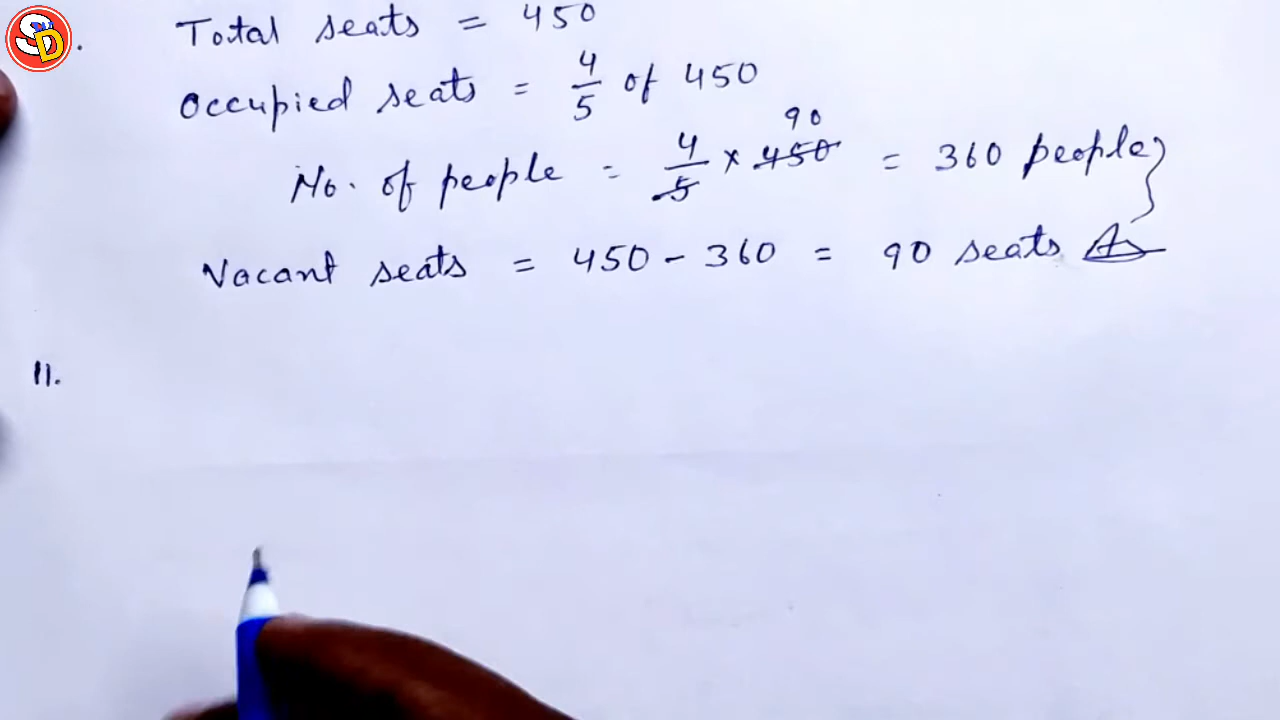 SD
. Total seats = 450
Occupied seats = 4/5 of 450
90
No. of people = 4/5 × 450 = 360 people
Vacant seats = 450 - 360 = 90 seats
11.